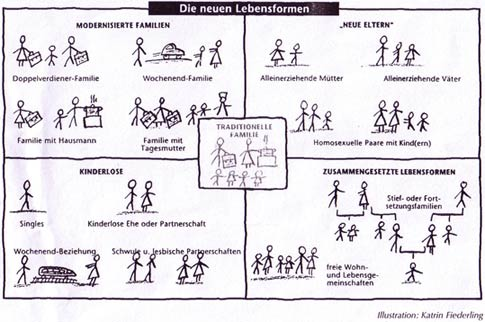 Die neuen Lebensformen
MODERNISIERTE FAMILIEN
Doppelverdiener-Familie
Wochenend-Familie
Familie mit Hausmann
Familie mit
Tagesmutter
„NEUE ELTERN"
Alleinerziehende Mütter
Alleinerziehende Väter
Homosexuelle Paare mit Kind(ern)
TRADITIONELLE
FAMILIE
KINDERLOSE
Singles
Kinderlose Ehe oder Partnerschaft
Wochenend-Beziehung
Schwule u. lesbische Partnerschaften
ZUSAMMENGESETZTE LEBENSFORMEN
Stief- oder Fort-
setzungsfamilien
freie Wohn-
und Lebensge-
meinschaften
Illustration: Katrin Fiederling